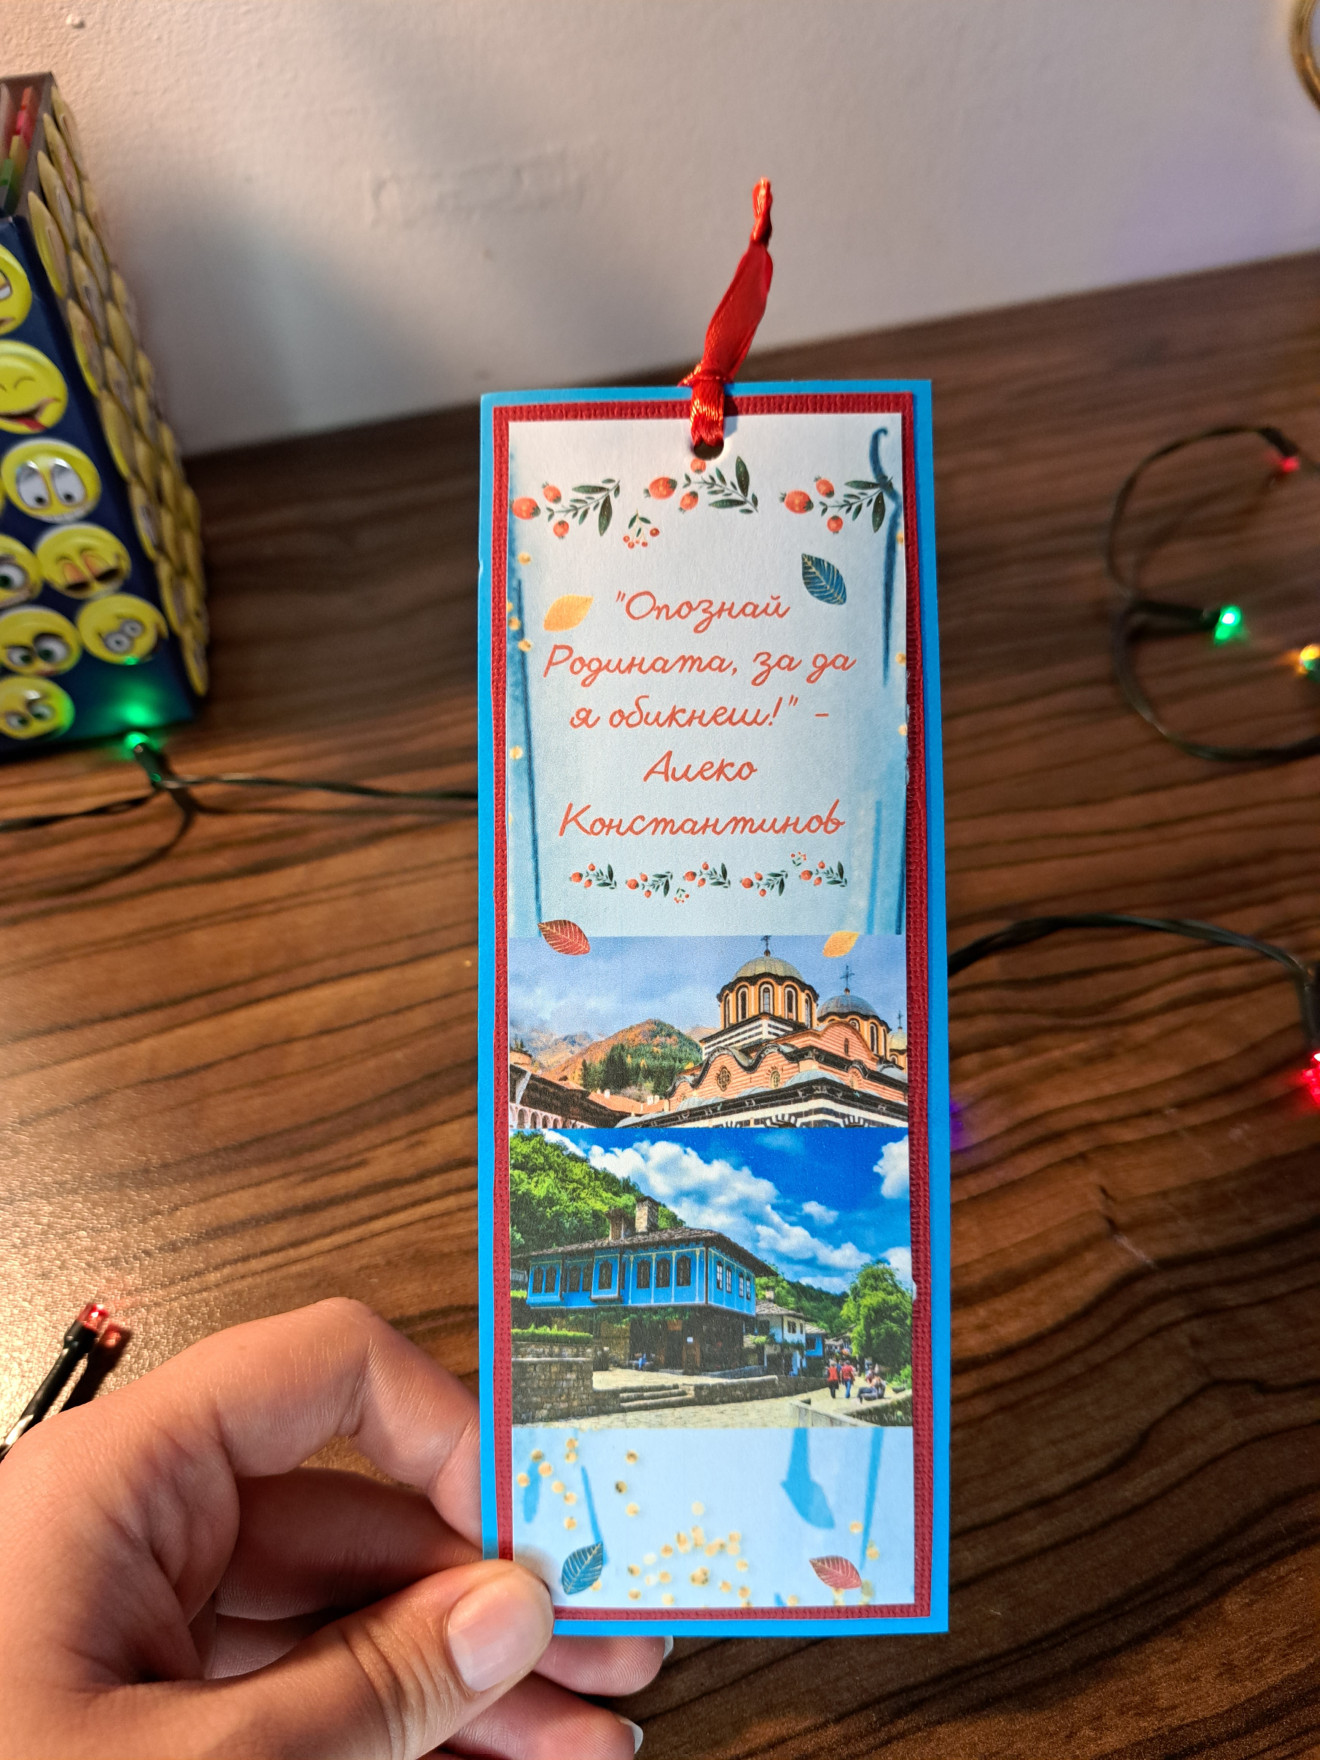 "Опознай
Родината, за да
я обикнеш!" -
Алеко
Константинов